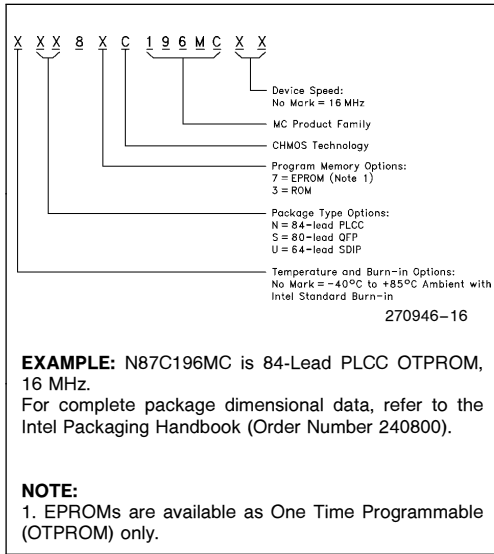 X XX 8 X C 196MC XX
Device Speed:
No Mark = 16 MHz
MC Product Family
CHMOS Technology
Program Memory Options:
7 = EPROM (Note 1)
3 = ROM
Package Type Options:
N = 84-lead PLCC
S = 80-lead QFP
U = 64-lead SDIP
Temperature and Burn-in Options:
No Mark = -40°C to +85°C Ambient with
Intel Standard Burn-in
270946-16
EXAMPLE: N87C196MC is 84-Lead PLCC OTPROM,
16 MHz.
For complete package dimensional data, refer to the
Intel Packaging Handbook (Order Number 240800).
NOTE:
1. EPROMs are available as One Time Programmable
(OTPROM) only.